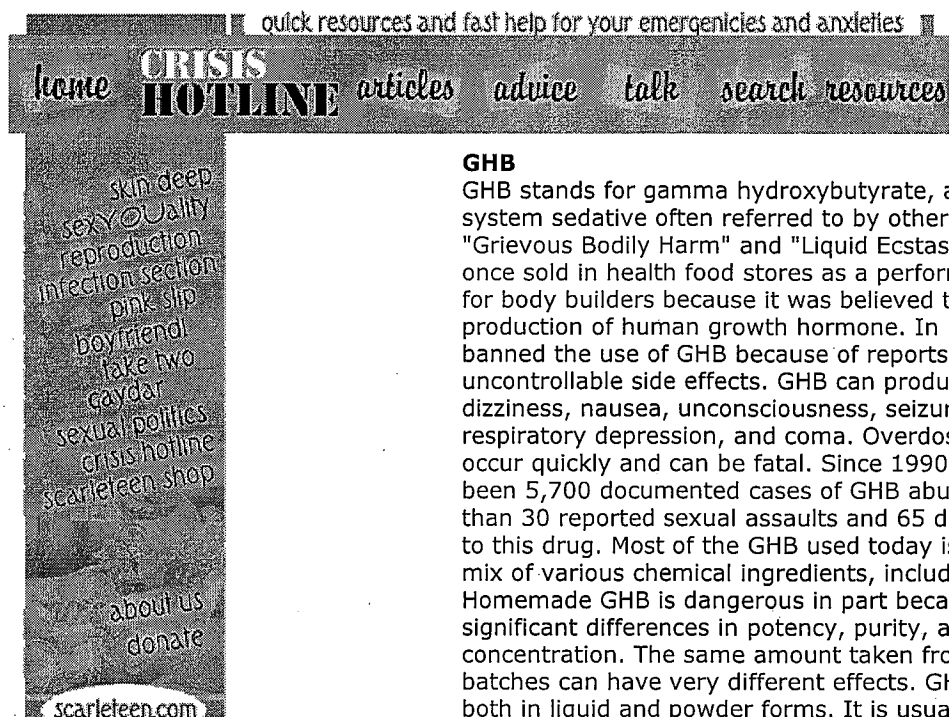 quick resources and fast help for your emergenicies and anxieties
home CRISIS HOTLINE articles advice talk search resources
skin deep
sexYOUality
reproduction
infection section
pink slip
boyfriend
take two
gaydar
sexual politics
crisis hotline
scarleteen shop
about us
donate
scarleteen.com
GHB
GHB stands for gamma hydroxybutyrate, a
system sedative often referred to by other
"Grievous Bodily Harm" and "Liquid Ecstas
once sold in health food stores as a perforr
for body builders because it was believed t
production of human growth hormone. In
banned the use of GHB because of reports
uncontrollable side effects. GHB can produ
dizziness, nausea, unconsciousness, seizur
respiratory depression, and coma. Overdos
occur quickly and can be fatal. Since 1990
been 5,700 documented cases of GHB abu
than 30 reported sexual assaults and 65 d
to this drug. Most of the GHB used today is
mix of various chemical ingredients, includ
Homemade GHB is dangerous in part beca
significant differences in potency, purity, a
concentration. The same amount taken fro
batches can have very different effects. GH
both in liquid and powder forms. It is usua